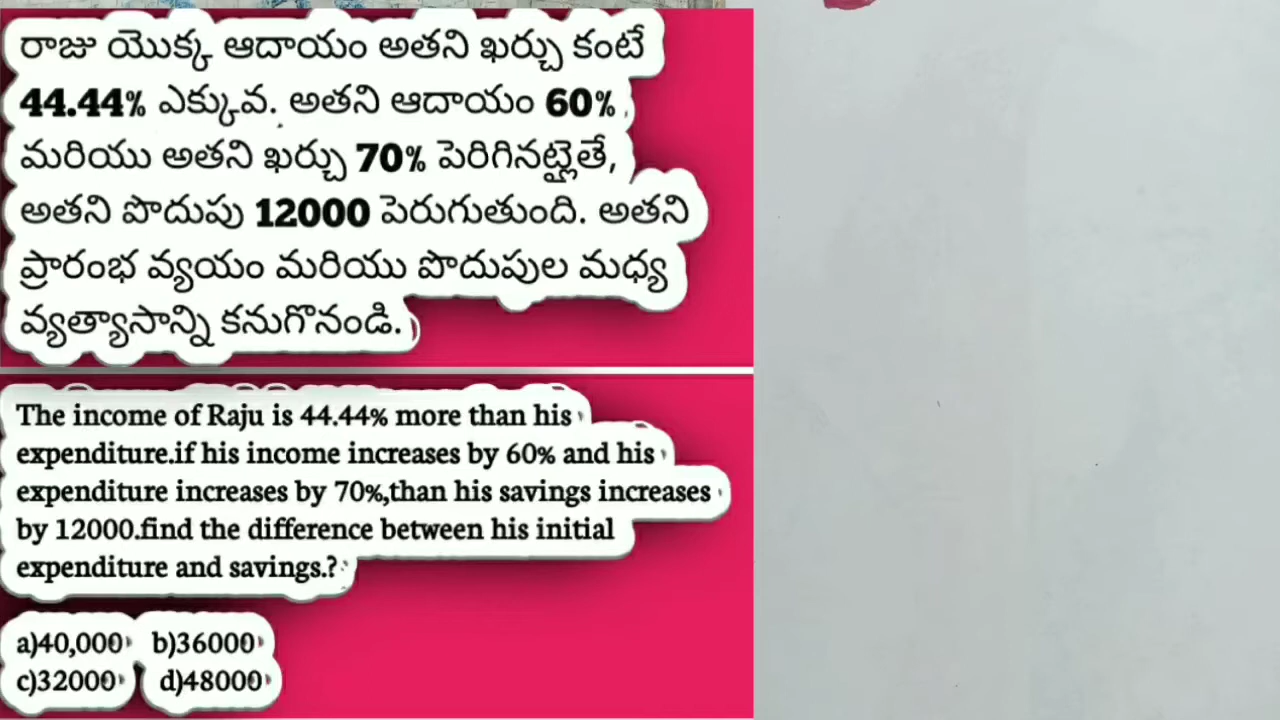 రాజు యొక్క ఆదాయం అతని ఖర్చు కంటే
44.44% ఎక్కువ. అతని ఆదాయం 60%
మరియు అతని ఖర్చు 70% పెరిగినట్లైతే,
అతని పొదుపు 12000 పెరుగుతుంది. అతని
ప్రారంభ వ్యయం మరియు పొదుపుల మధ్య
వ్యత్యాసాన్ని కనుగొనండి.
The income of Raju is 44.44% more than his
expenditure.if his income increases by 60% and his
expenditure increases by 70%,than his savings increases
by 12000.find the difference between his initial
expenditure and savings.?
a)40,000 b)36000
c)32000 d)48000